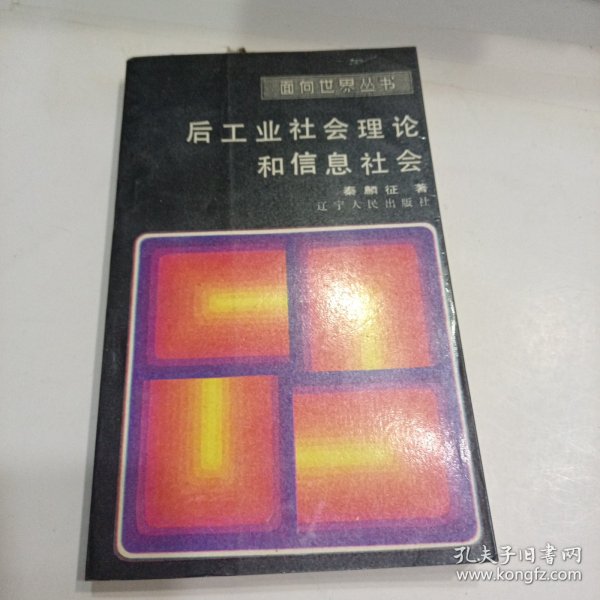 面向世界丛书
后工业社会理论
和信息社会
秦麟征 著
辽宁人民出版社
孔夫子旧书网
www.kongfz.com